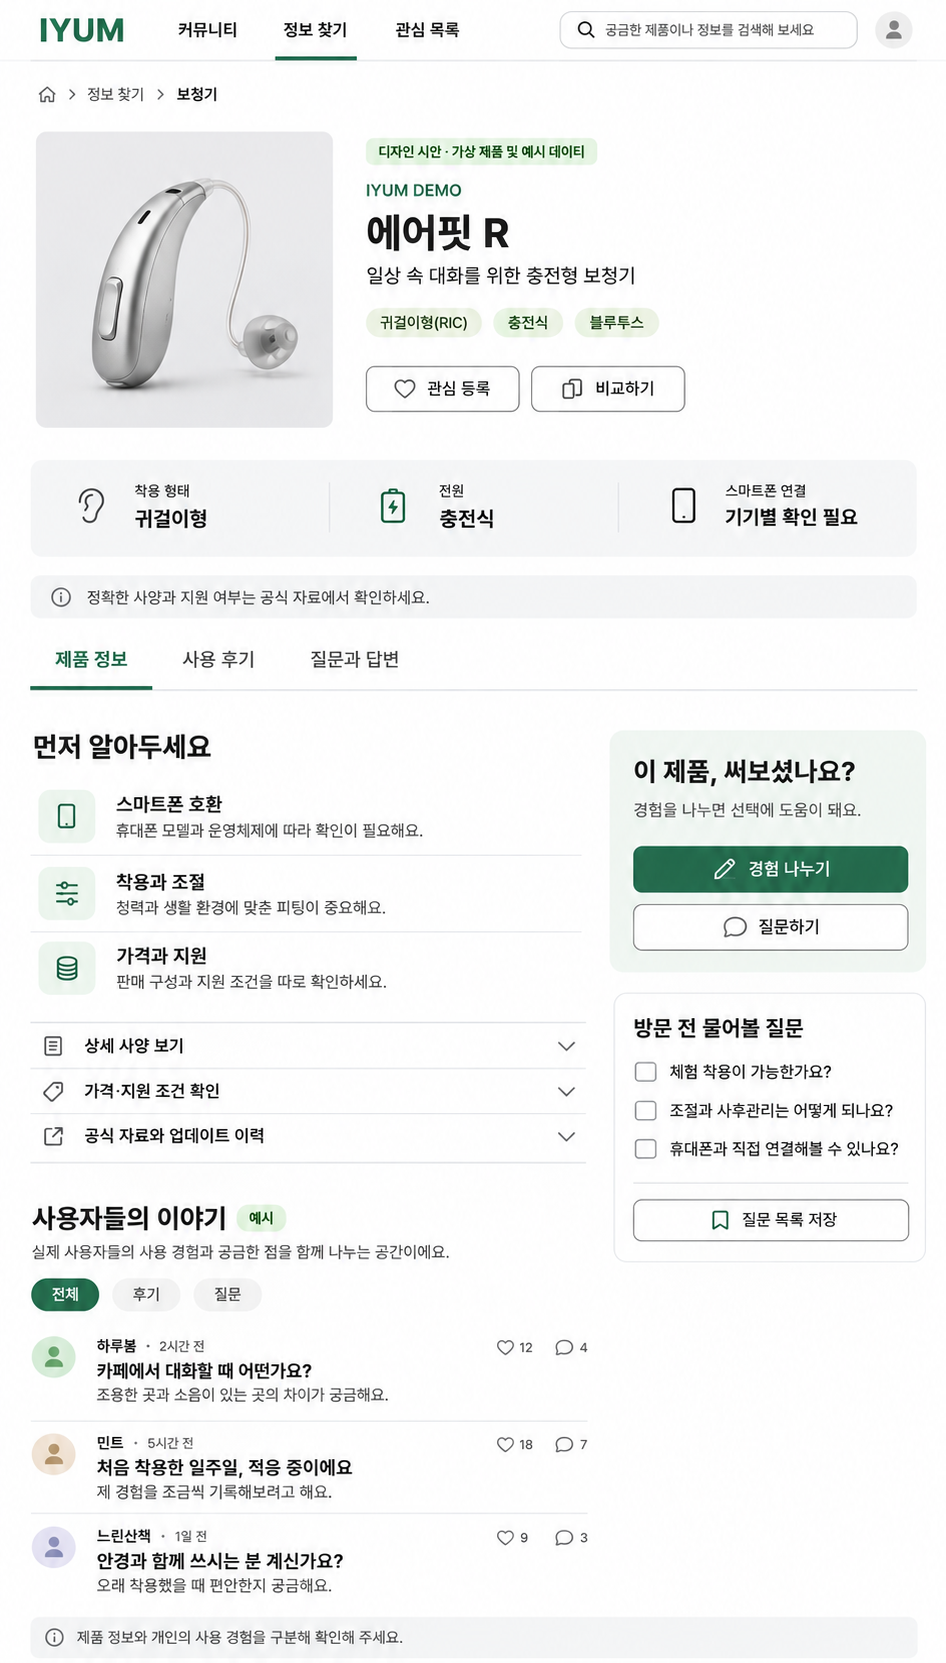 IYUM
커뮤니티
정보 찾기
관심 목록
궁금한 제품이나 정보를 검색해 보세요
정보 찾기
보청기
디자인 시안 · 가상 제품 및 예시 데이터
IYUM DEMO
에어핏 R
일상 속 대화를 위한 충전형 보청기
귀걸이형(RIC)
충전식
블루투스
관심 등록
비교하기
착용 형태
귀걸이형
전원
충전식
스마트폰 연결
기기별 확인 필요
정확한 사양과 지원 여부는 공식 자료에서 확인하세요.
제품 정보
사용 후기
질문과 답변
먼저 알아두세요
스마트폰 호환
휴대폰 모델과 운영체제에 따라 확인이 필요해요.
착용과 조절
청력과 생활 환경에 맞춘 피팅이 중요해요.
가격과 지원
판매 구성과 지원 조건을 따로 확인하세요.
상세 사양 보기
가격·지원 조건 확인
공식 자료와 업데이트 이력
이 제품, 써보셨나요?
경험을 나누면 선택에 도움이 돼요.
경험 나누기
질문하기
방문 전 물어볼 질문
체험 착용이 가능한가요?
조절과 사후관리는 어떻게 되나요?
휴대폰과 직접 연결해볼 수 있나요?
질문 목록 저장
사용자들의 이야기
예시
실제 사용자들의 사용 경험과 궁금한 점을 함께 나누는 공간이에요.
전체
후기
질문
하루봄 · 2시간 전
12
4
카페에서 대화할 때 어떤가요?
조용한 곳과 소음이 있는 곳의 차이가 궁금해요.
민트 · 5시간 전
18
7
처음 착용한 일주일, 적응 중이에요
제 경험을 조금씩 기록해보려고 해요.
느린산책 · 1일 전
9
3
안경과 함께 쓰시는 분 계신가요?
오래 착용했을 때 편안한지 궁금해요.
제품 정보와 개인의 사용 경험을 구분해 확인해 주세요.